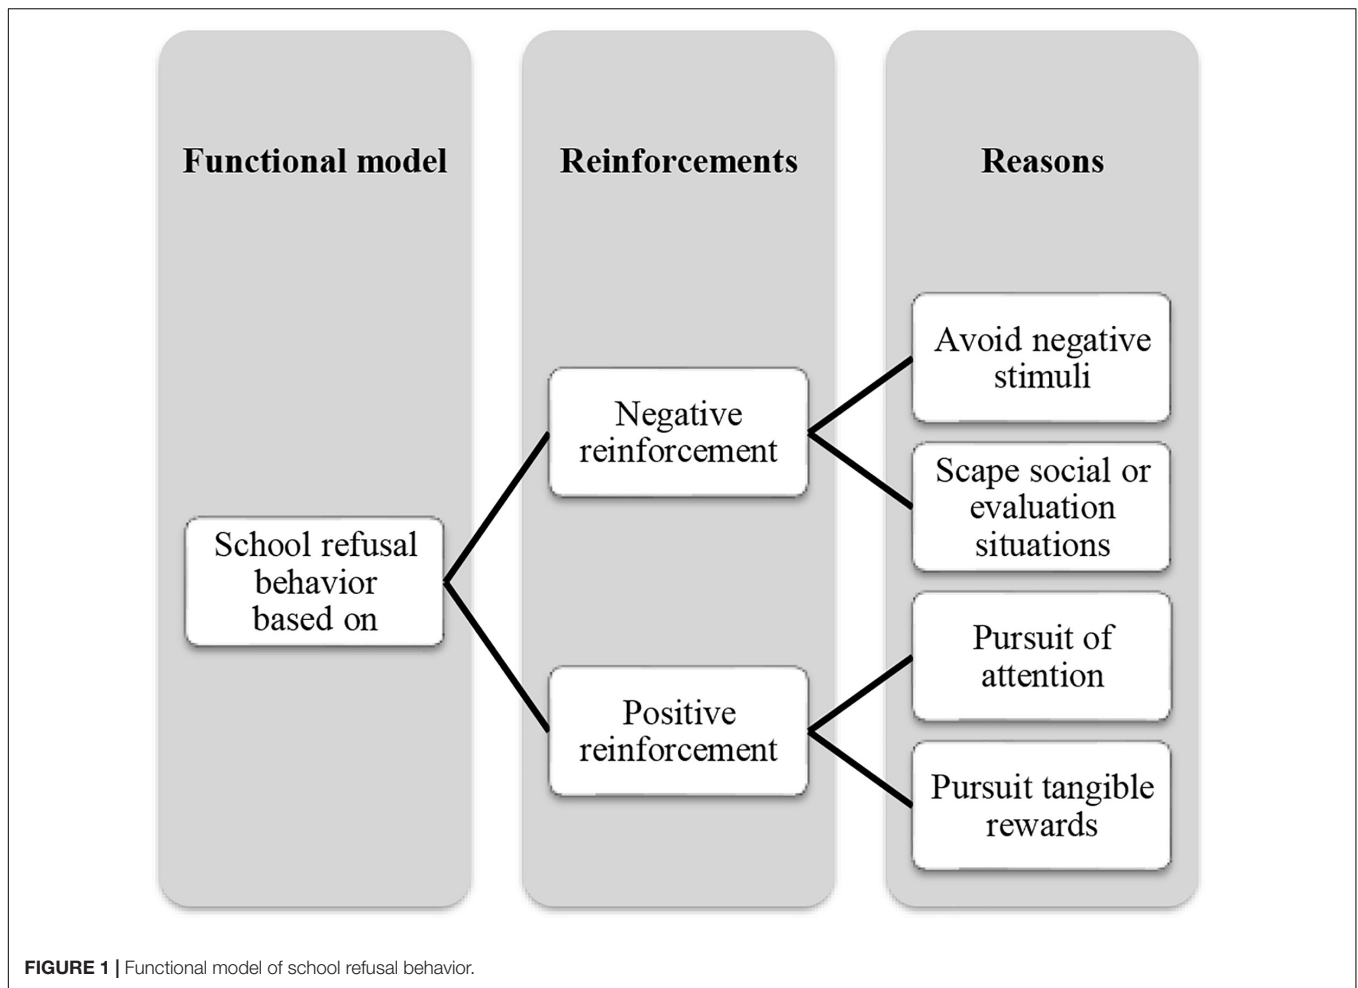 Functional model
Reinforcements
Reasons
School refusal
behavior
based on
Negative
reinforcement
Positive
reinforcement
Avoid negative
stimuli
Scape social or
evaluation
situations
Pursuit of
attention
Pursuit tangible
rewards
FIGURE 1 | Functional model of school refusal behavior.